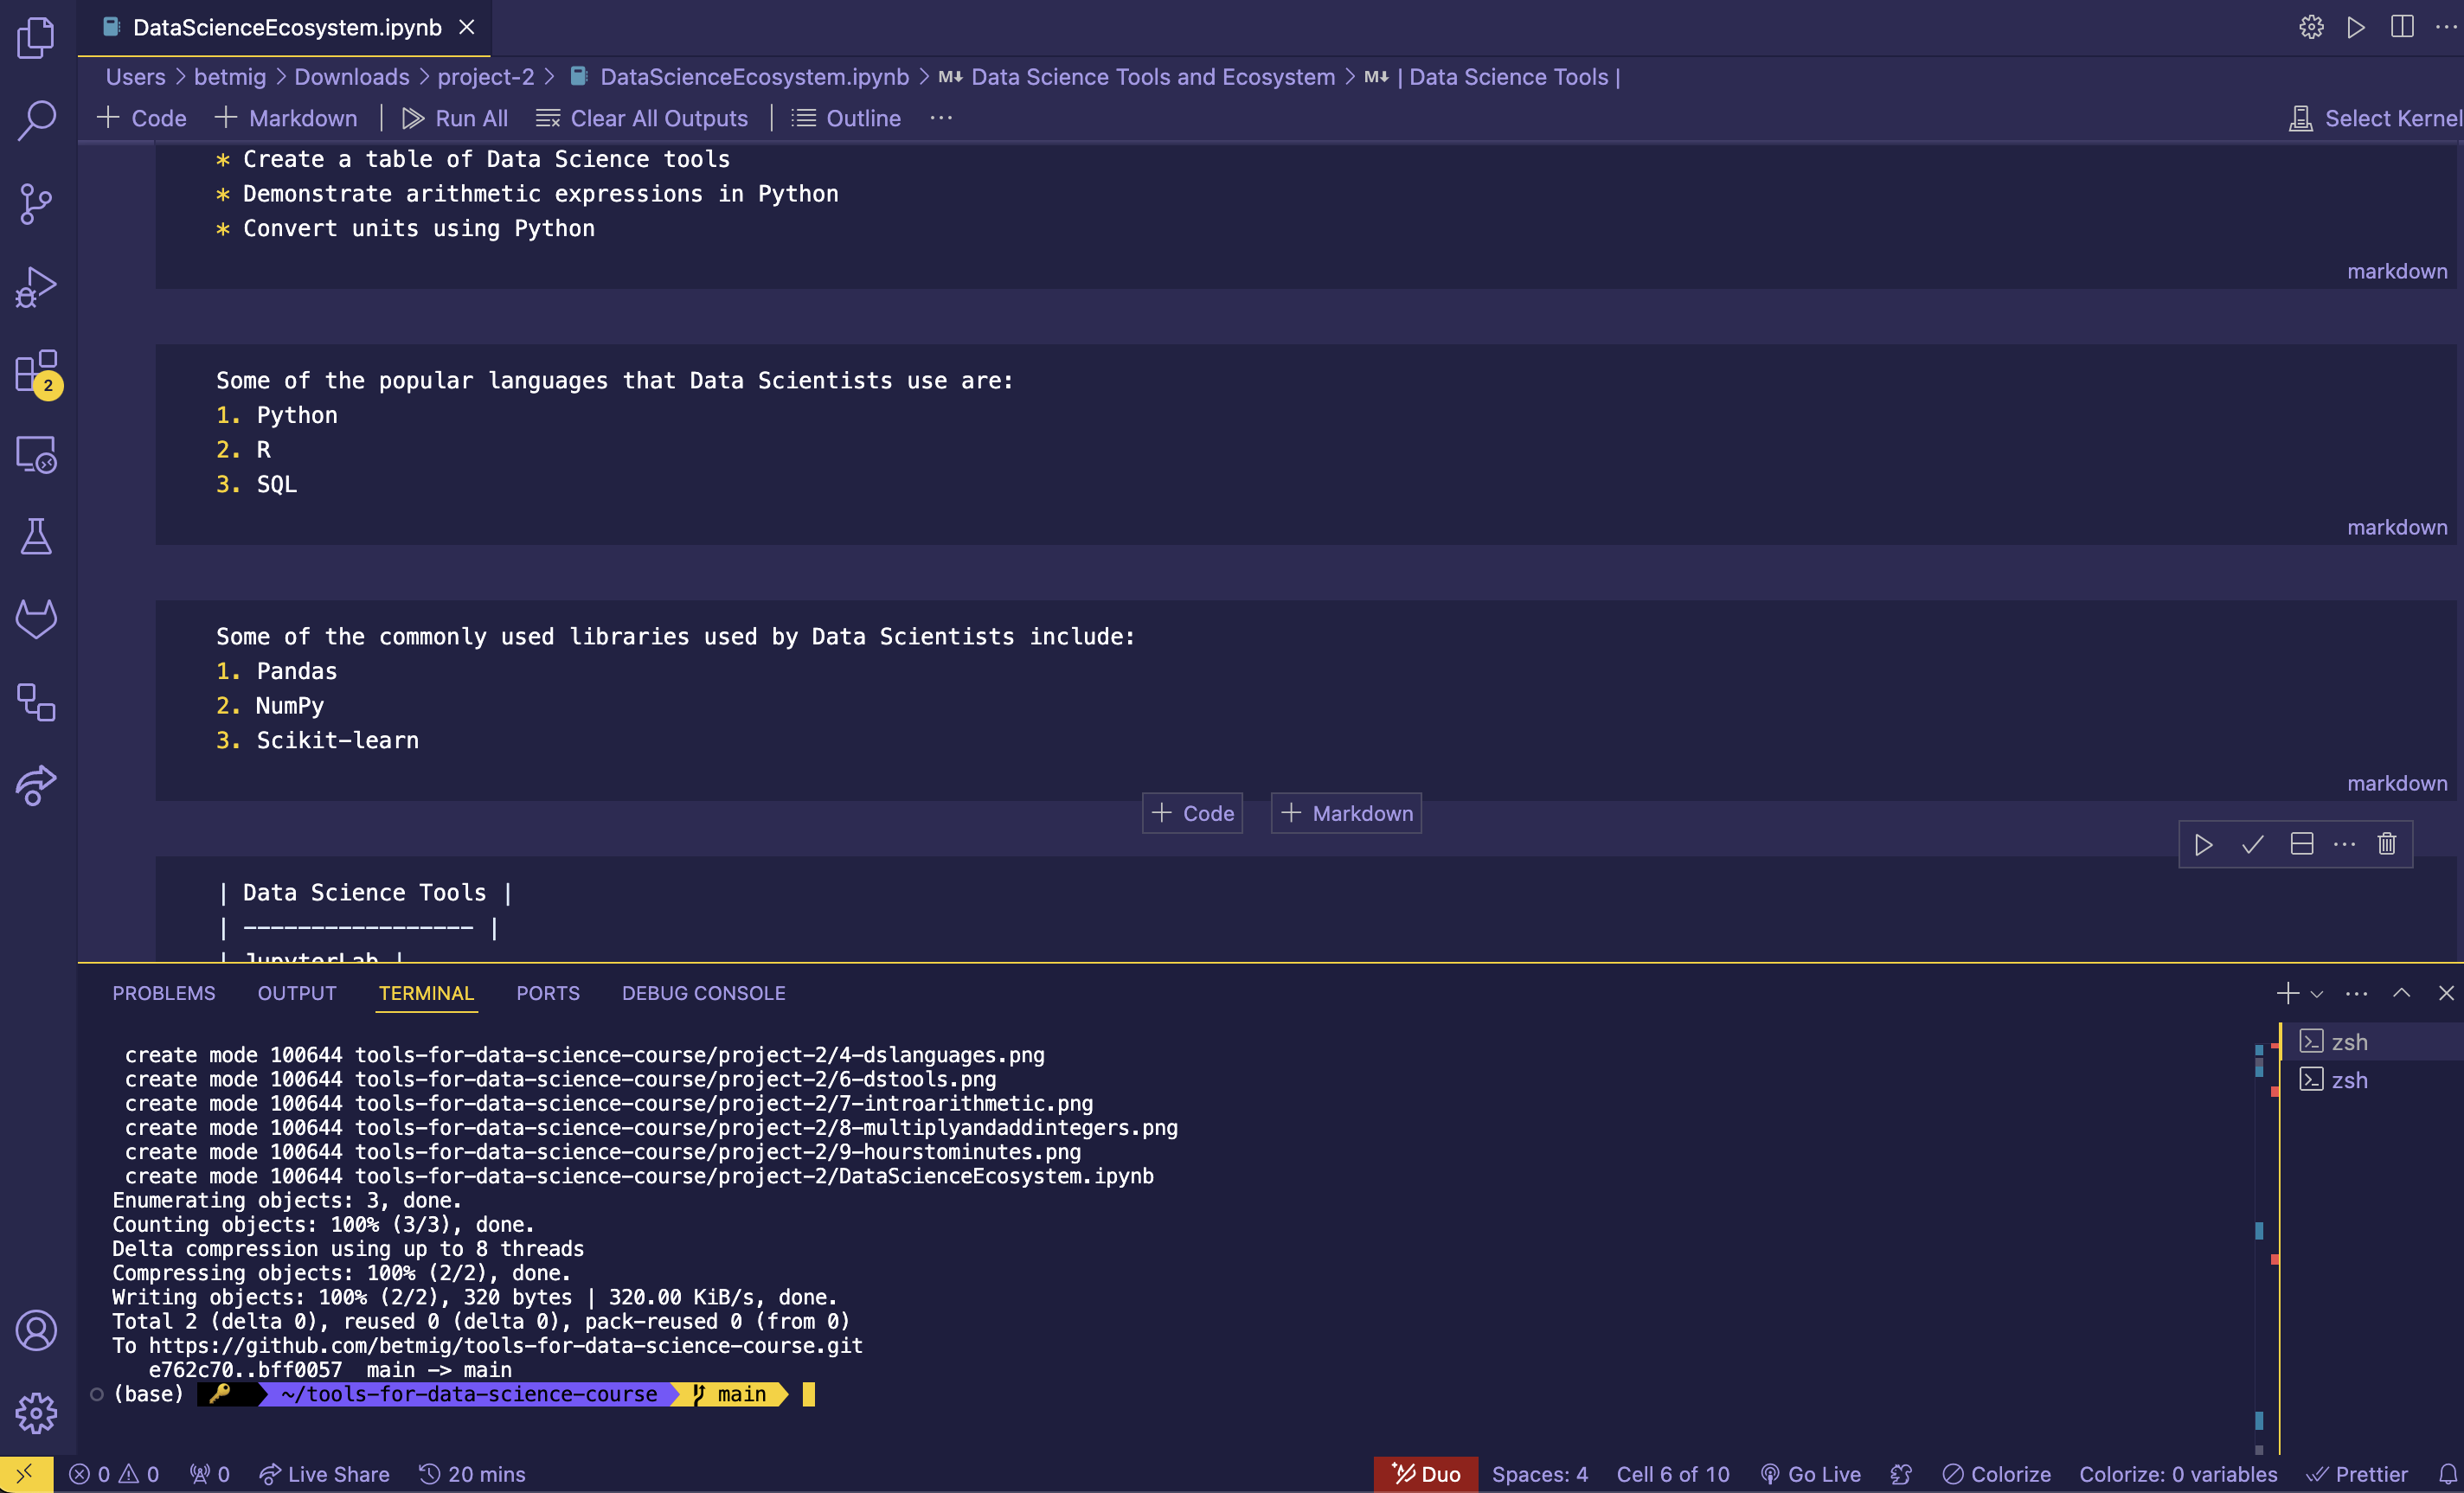 DataScienceEcosystem.ipynb
Users > betmig > Downloads > project-2 > DataScienceEcosystem.ipynb > M↓ Data Science Tools and Ecosystem > M↓ | Data Science Tools |
+ Code + Markdown | Run All Clear All Outputs | Outline ··· Select Kernel
* Create a table of Data Science tools
* Demonstrate arithmetic expressions in Python
* Convert units using Python
markdown
2
Some of the popular languages that Data Scientists use are:
1. Python
2. R
3. SQL
markdown
Some of the commonly used libraries used by Data Scientists include:
1. Pandas
2. NumPy
3. Scikit-learn
markdown
+ Code + Markdown
| Data Science Tools |
| ----------------- |
| JupyterLab |
PROBLEMS OUTPUT TERMINAL PORTS DEBUG CONSOLE
create mode 100644 tools-for-data-science-course/project-2/4-dslanguages.png
create mode 100644 tools-for-data-science-course/project-2/6-dstools.png
create mode 100644 tools-for-data-science-course/project-2/7-introarithmetic.png
create mode 100644 tools-for-data-science-course/project-2/8-multiplyandaddintegers.png
create mode 100644 tools-for-data-science-course/project-2/9-hourstominutes.png
create mode 100644 tools-for-data-science-course/project-2/DataScienceEcosystem.ipynb
Enumerating objects: 3, done.
Counting objects: 100% (3/3), done.
Delta compression using up to 8 threads
Compressing objects: 100% (2/2), done.
Writing objects: 100% (2/2), 320 bytes | 320.00 KiB/s, done.
Total 2 (delta 0), reused 0 (delta 0), pack-reused 0 (from 0)
To https://github.com/betmig/tools-for-data-science-course.git
e762c70..bff0057 main -> main
(base) ~/tools-for-data-science-course main
zsh
zsh
0 0 0 Live Share 20 mins Duo Spaces: 4 Cell 6 of 10 Go Live Colorize Colorize: 0 variables Prettier